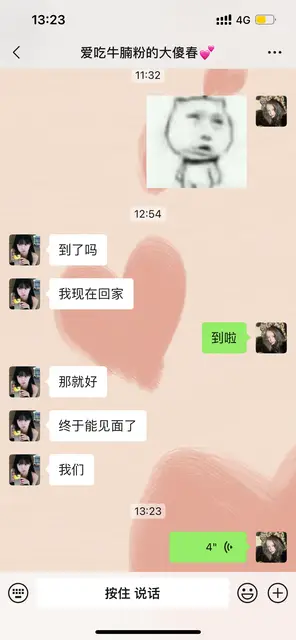 13:23
4G
爱吃牛腩粉的大傻春💕
11:32
12:54
到了吗
我现在回家
到啦
那就好
终于能见面了
我们
13:23
4"
按住 说话